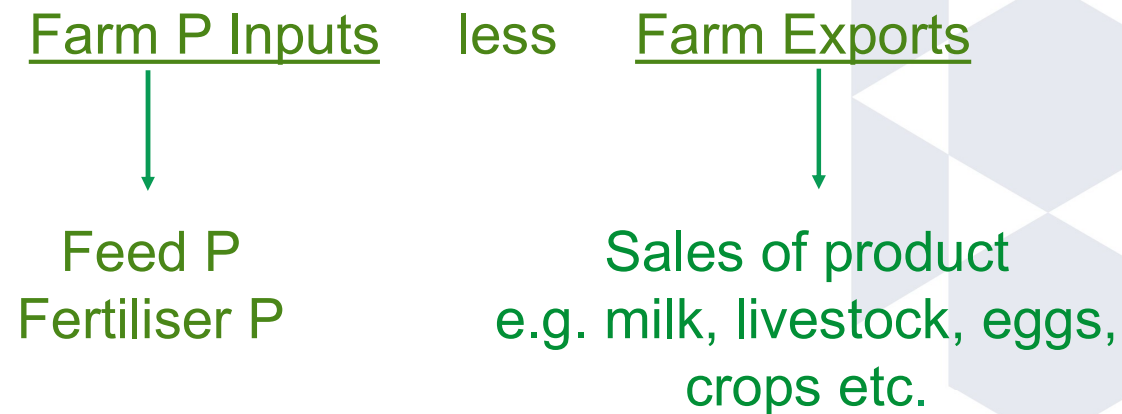 Farm P Inputs less Farm Exports
Feed P
Fertiliser P
Sales of product
e.g. milk, livestock, eggs,
crops etc.